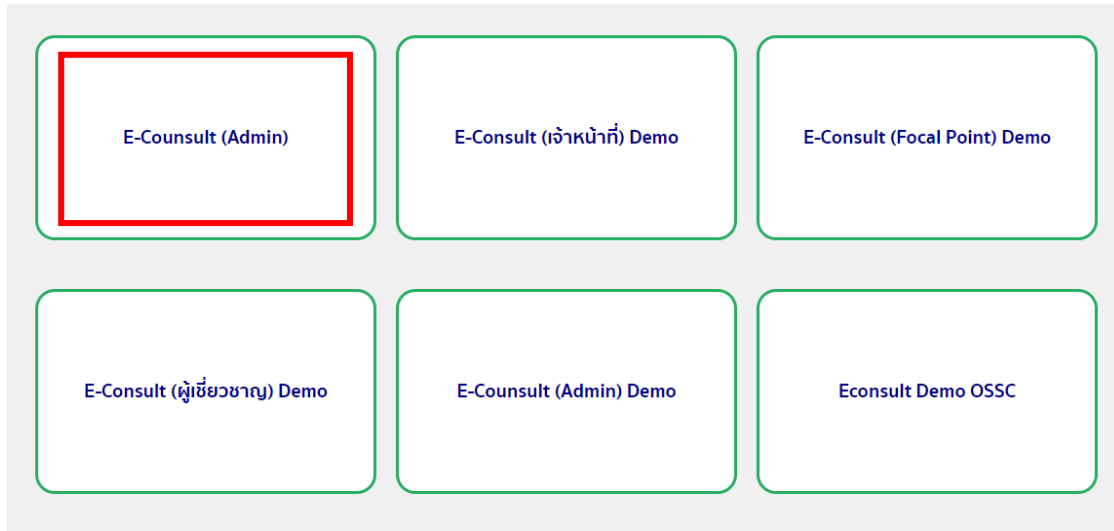 E-Counsult (Admin)
E-Consult (เจ้าหน้าที่) Demo
E-Consult (Focal Point) Demo
E-Consult (ผู้เชี่ยวชาญ) Demo
E-Counsult (Admin) Demo
Econsult Demo OSSC